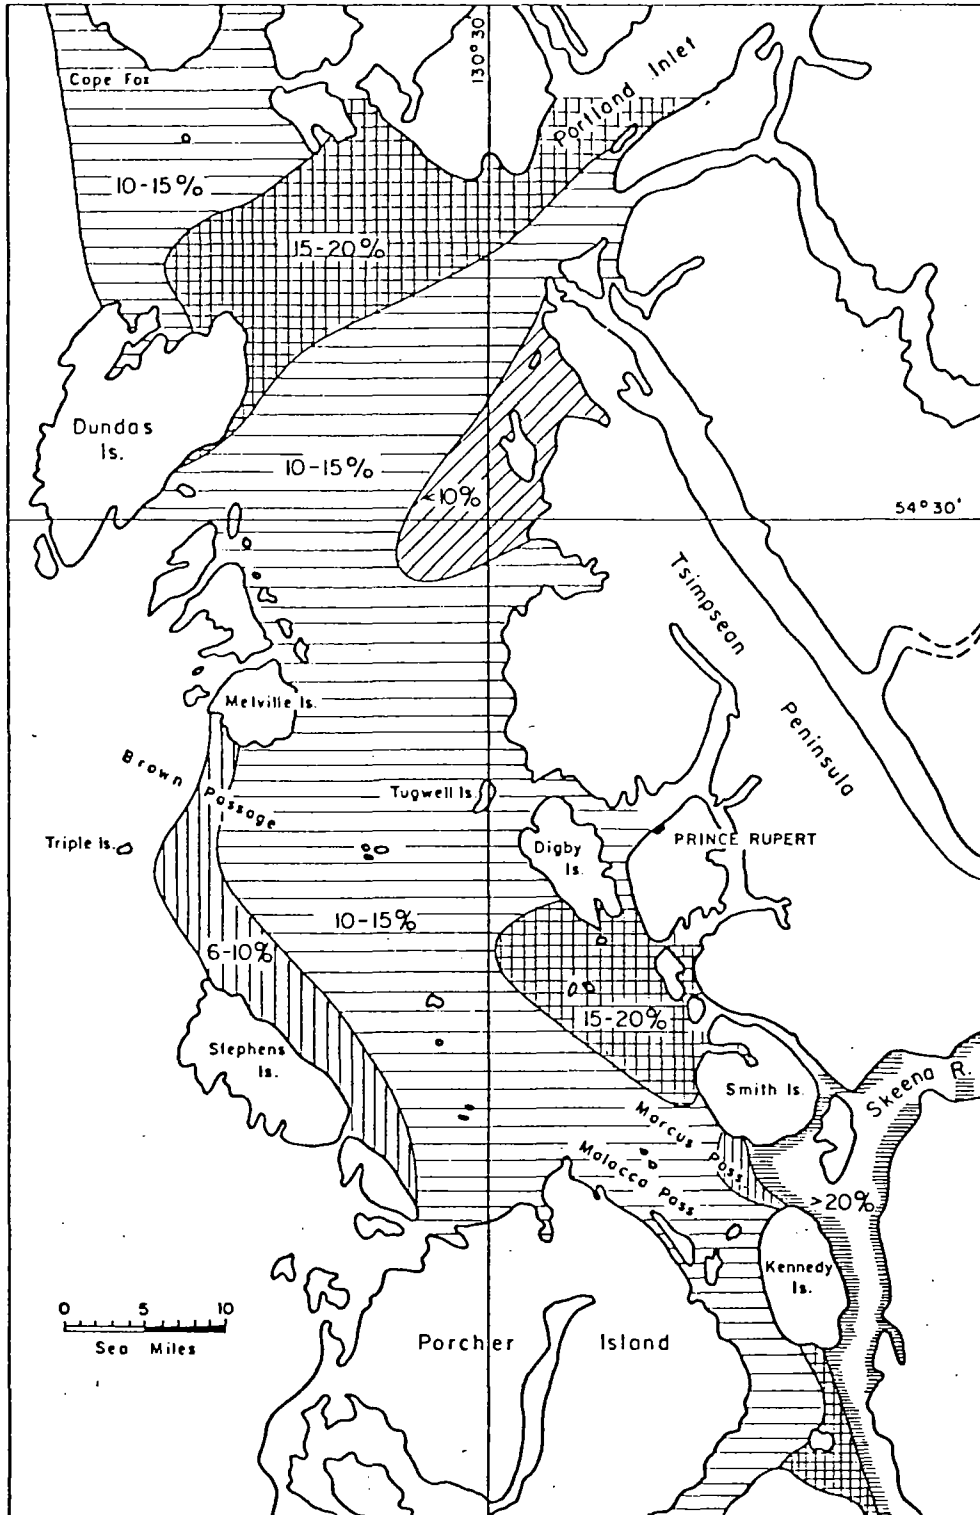 130° 30'
Portland Inlet
Cape Fox
10-15%
15-20%
Dundas
Is.
10-15%
<10%
54° 30'
Tsimpsean
Peninsula
Melville Is.
Brown
Passage
Tugwell Is.
Triple Is.
Digby
Is.
PRINCE RUPERT
10-15%
6-10%
15-20%
Stephens
Is.
Smith Is.
Skeena R.
Marcus
Pass.
Malacca Pass
>20%
Kennedy
Is.
0 5 10
Sea Miles
Porcher Island